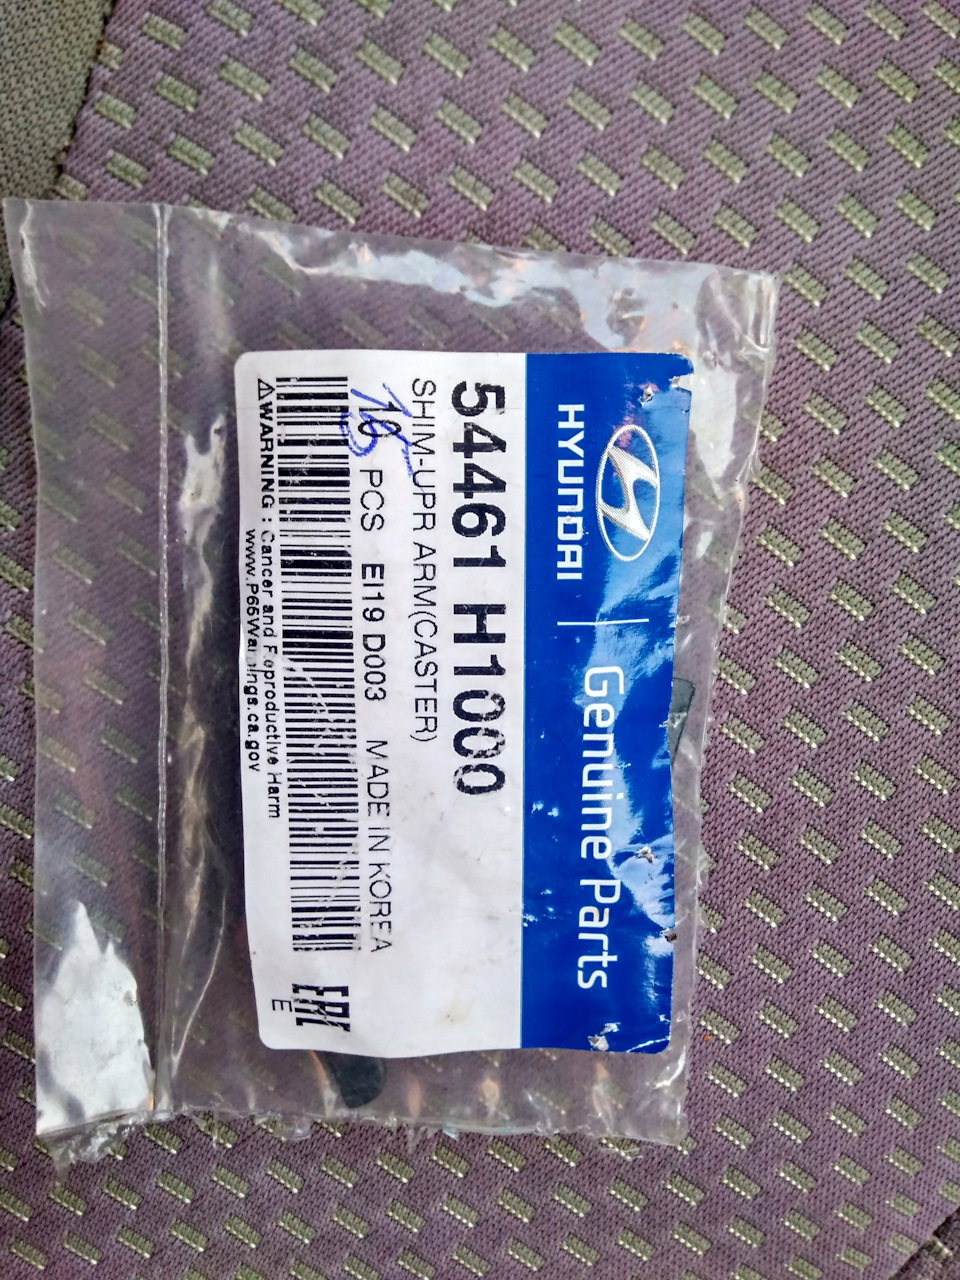 HYUNDAI | Genuine Parts
54461 H1000
SHIM-UPR ARM(CASTER)
10 PCS EI19 D003 MADE IN KOREA
15
EAC
E
⚠WARNING : Cancer and Reproductive Harm
www.P65Warnings.ca.gov